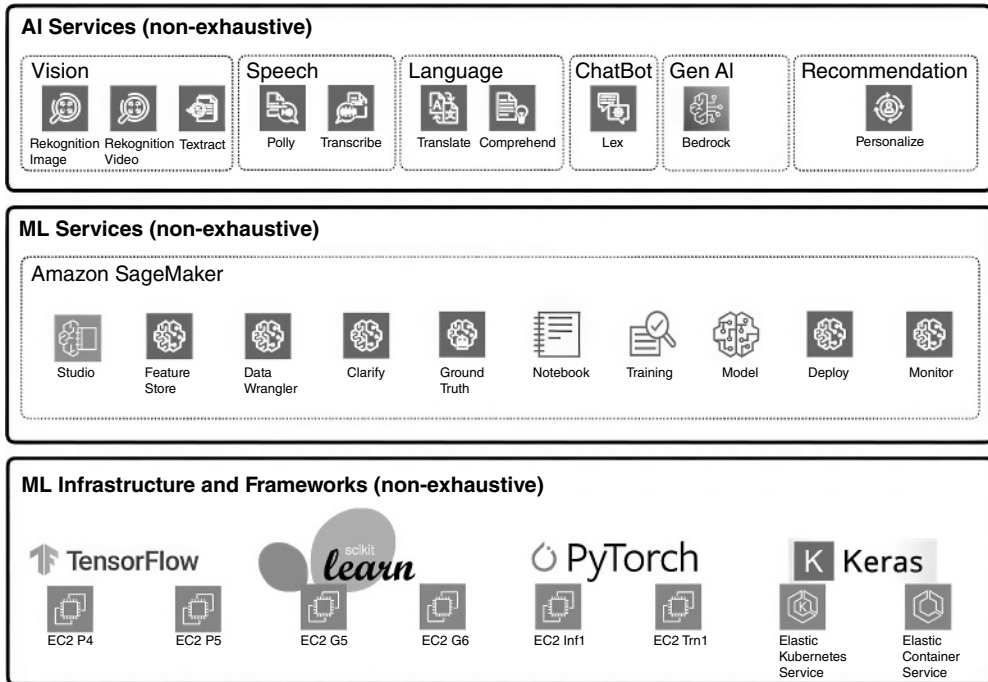 AI Services (non-exhaustive)
Vision
Speech
Language
ChatBot
Gen AI
Recommendation
Rekognition
Image
Rekognition
Video
Textract
Polly
Transcribe
Translate
Comprehend
Lex
Bedrock
Personalize
ML Services (non-exhaustive)
Amazon SageMaker
Studio
Feature
Store
Data
Wrangler
Clarify
Ground
Truth
Notebook
Training
Model
Deploy
Monitor
ML Infrastructure and Frameworks (non-exhaustive)
TensorFlow
scikit
learn
PyTorch
K Keras
EC2 P4
EC2 P5
EC2 G5
EC2 G6
EC2 Inf1
EC2 Trn1
Elastic
Kubernetes
Service
Elastic
Container
Service